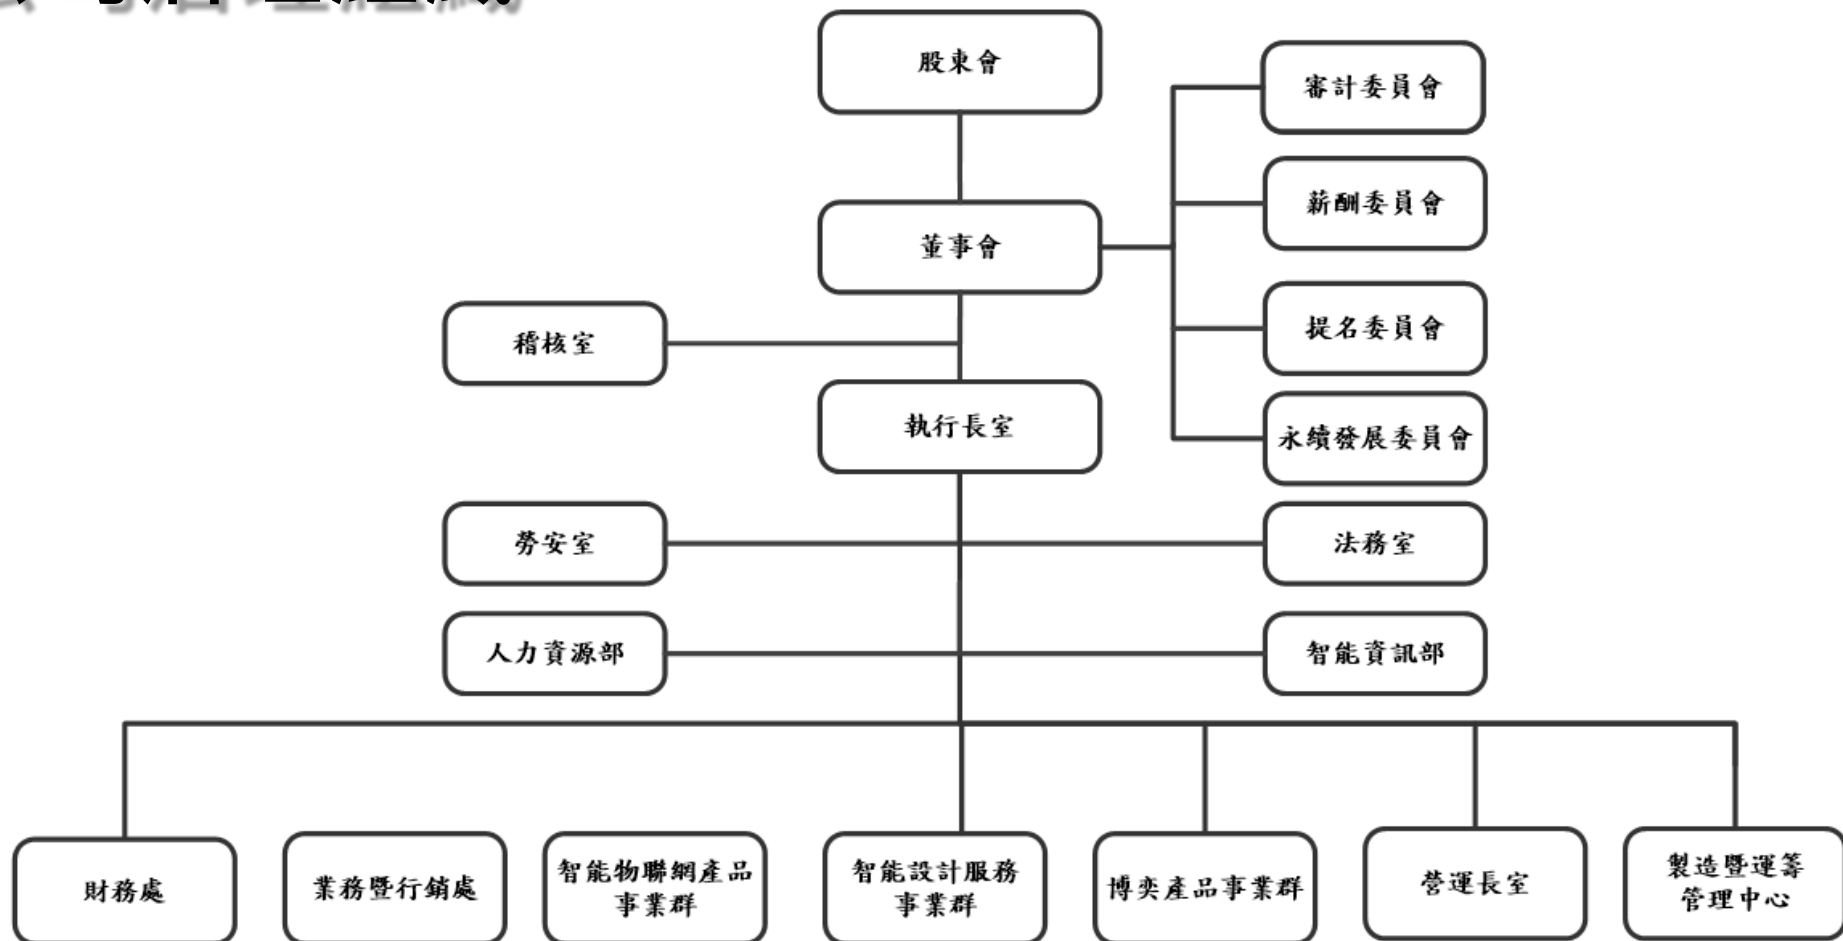 股東會
審計委員會
薪酬委員會
董事會
提名委員會
稽核室
執行長室
永續發展委員會
勞安室
法務室
人力資源部
智能資訊部
財務處
業務暨行銷處
智能物聯網產品
事業群
智能設計服務
事業群
博奕產品事業群
營運長室
製造暨運籌
管理中心